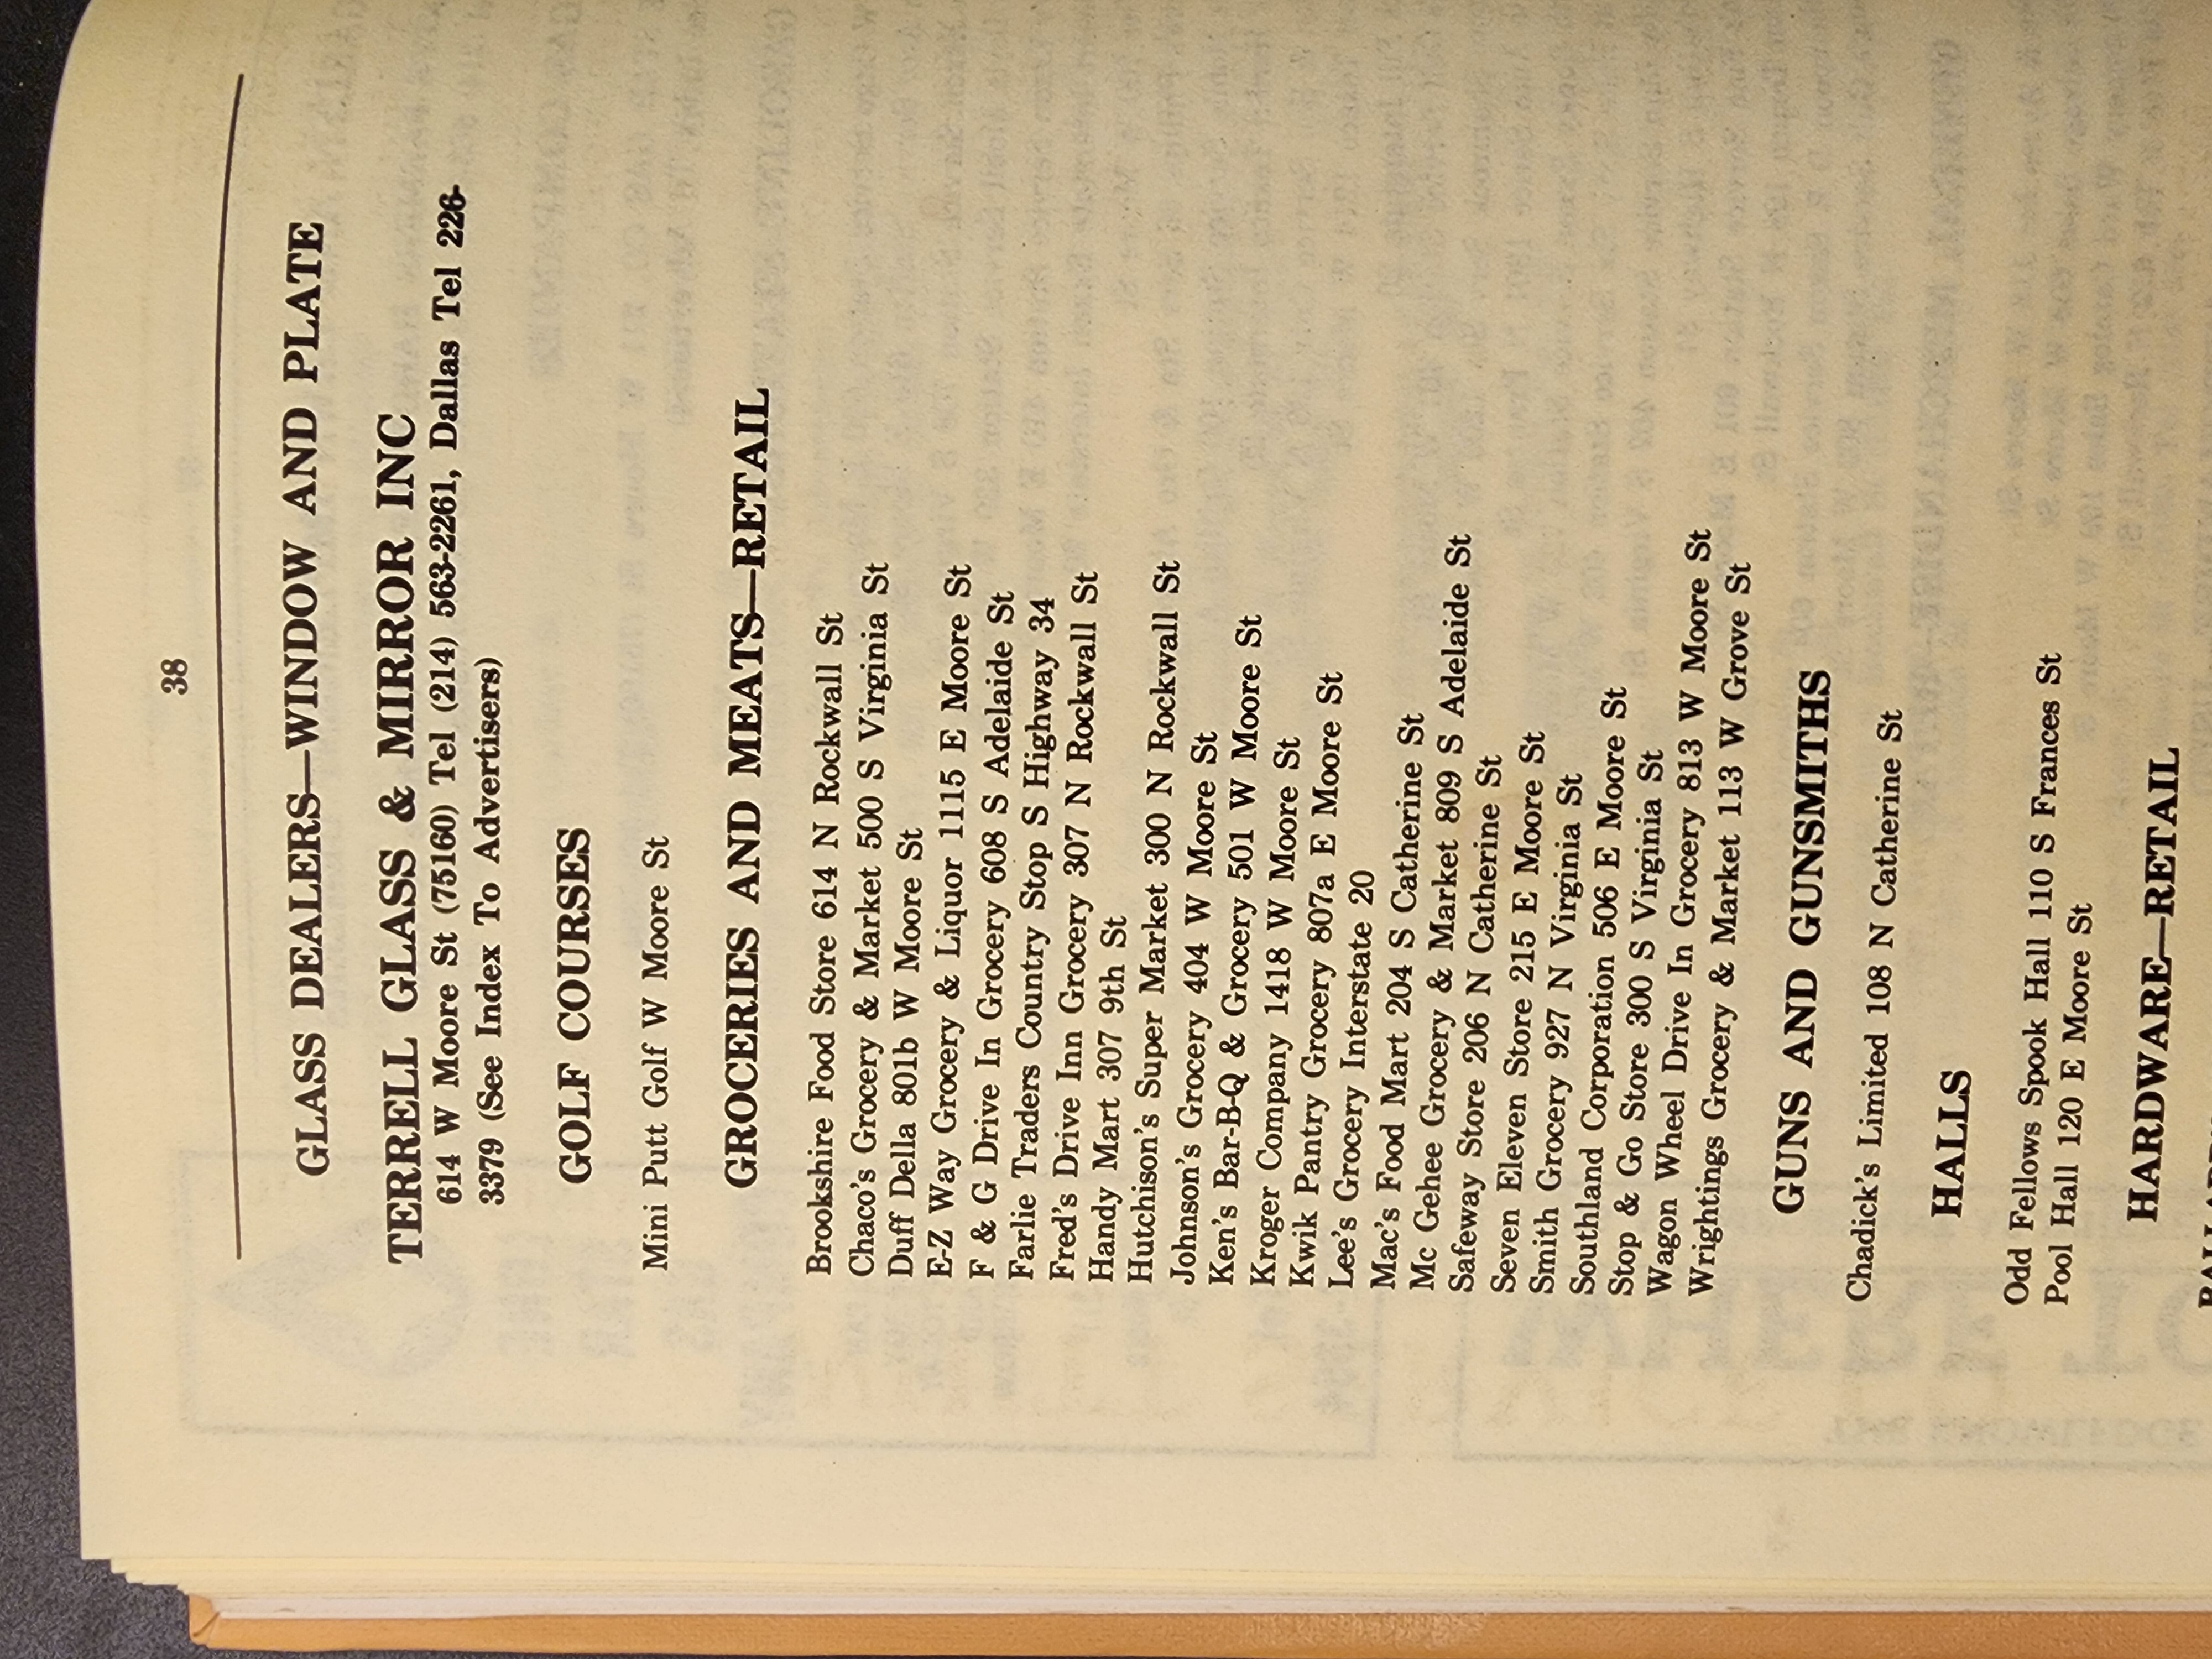 38
GLASS DEALERS—WINDOW AND PLATE
TERRELL GLASS & MIRROR INC
614 W Moore St (75160) Tel (214) 563-2261, Dallas Tel 226-
3379 (See Index To Advertisers)
GOLF COURSES
Mini Putt Golf W Moore St
GROCERIES AND MEATS—RETAIL
Brookshire Food Store 614 N Rockwall St
Chaco's Grocery & Market 500 S Virginia St
Duff Della 801b W Moore St
E-Z Way Grocery & Liquor 1115 E Moore St
F & G Drive In Grocery 608 S Adelaide St
Farlie Traders Country Stop S Highway 34
Fred's Drive Inn Grocery 307 N Rockwall St
Handy Mart 307 9th St
Hutchison's Super Market 300 N Rockwall St
Johnson's Grocery 404 W Moore St
Ken's Bar-B-Q & Grocery 501 W Moore St
Kroger Company 1418 W Moore St
Kwik Pantry Grocery 807a E Moore St
Lee's Grocery Interstate 20
Mac's Food Mart 204 S Catherine St
Mc Gehee Grocery & Market 809 S Adelaide St
Safeway Store 206 N Catherine St
Seven Eleven Store 215 E Moore St
Smith Grocery 927 N Virginia St
Southland Corporation 506 E Moore St
Stop & Go Store 300 S Virginia St
Wagon Wheel Drive In Grocery 813 W Moore St
Wrightings Grocery & Market 113 W Grove St
GUNS AND GUNSMITHS
Chadick's Limited 108 N Catherine St
HALLS
Odd Fellows Spook Hall 110 S Frances St
Pool Hall 120 E Moore St
HARDWARE—RETAIL